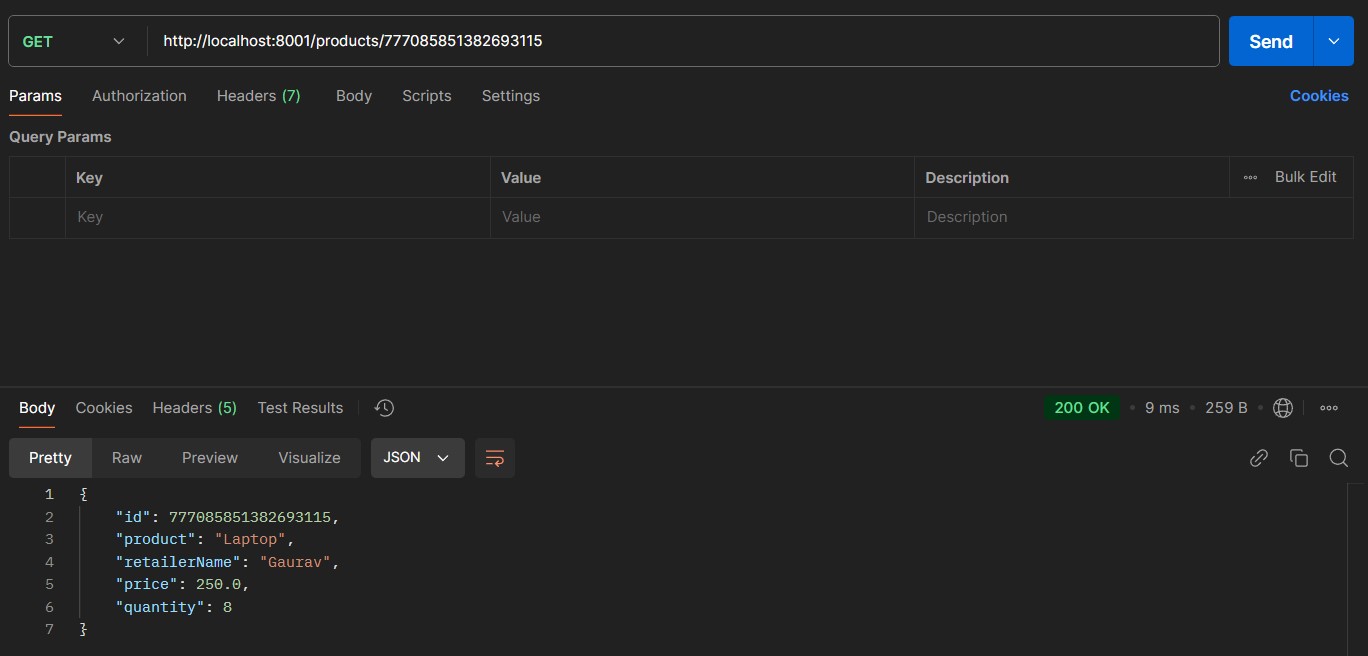 GET http://localhost:8001/products/777085851382693115 Send
Params Authorization Headers (7) Body Scripts Settings Cookies
Query Params
Key Value Description Bulk Edit
Key Value Description
Body Cookies Headers (5) Test Results 200 OK • 9 ms • 259 B •
Pretty Raw Preview Visualize JSON
1 {
2 "id": 777085851382693115,
3 "product": "Laptop",
4 "retailerName": "Gaurav",
5 "price": 250.0,
6 "quantity": 8
7 }